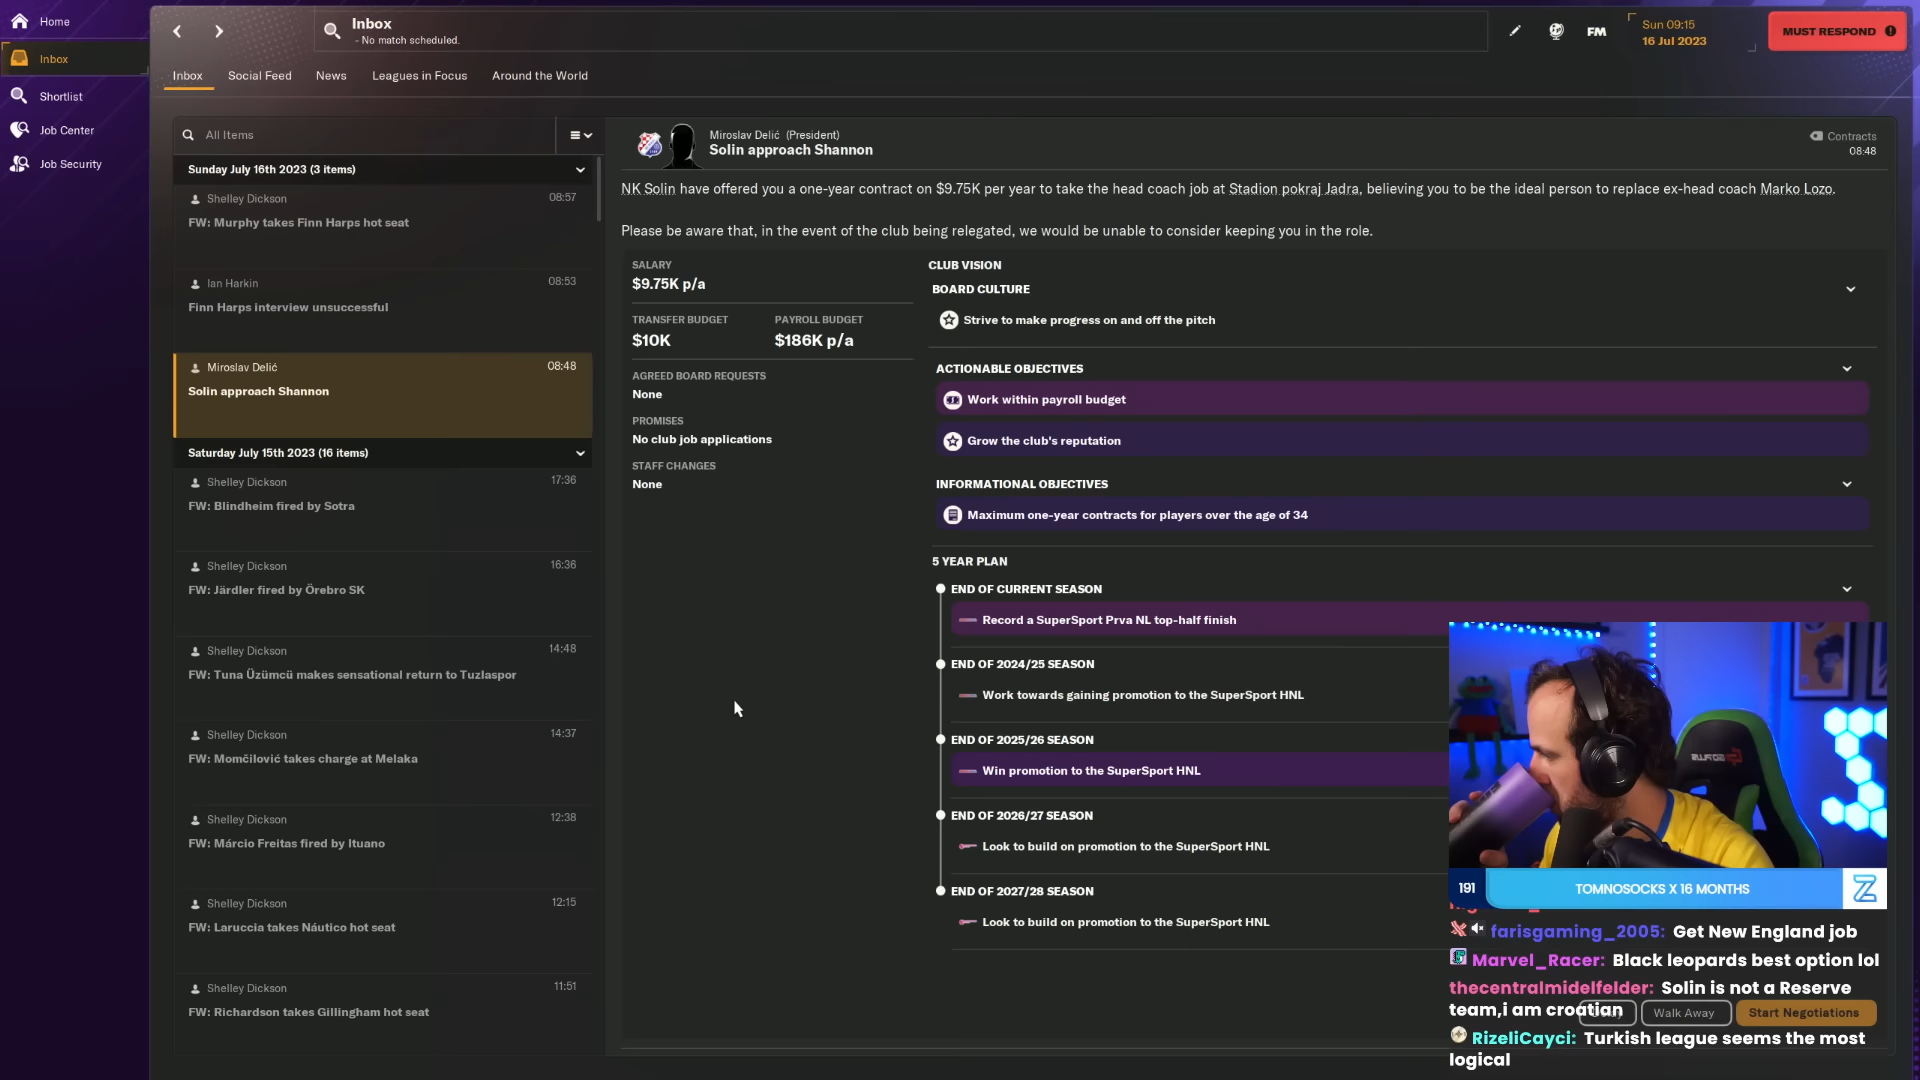 Home
Inbox
Shortlist
Job Center
Job Security
Inbox
- No match scheduled.
FM
Sun 09:15
16 Jul 2023
MUST RESPOND
Inbox
Social Feed
News
Leagues in Focus
Around the World
All Items
Sunday July 16th 2023 (3 items)
Shelley Dickson 08:57
FW: Murphy takes Finn Harps hot seat
Ian Harkin 08:53
Finn Harps interview unsuccessful
Miroslav Delić 08:48
Solin approach Shannon
Saturday July 15th 2023 (16 items)
Shelley Dickson 17:36
FW: Blindheim fired by Sotra
Shelley Dickson 16:36
FW: Järdler fired by Örebro SK
Shelley Dickson 14:48
FW: Tuna Üzümcü makes sensational return to Tuzlaspor
Shelley Dickson 14:37
FW: Momčilović takes charge at Melaka
Shelley Dickson 12:38
FW: Márcio Freitas fired by Ituano
Shelley Dickson 12:15
FW: Laruccia takes Náutico hot seat
Shelley Dickson 11:51
FW: Richardson takes Gillingham hot seat
Miroslav Delić (President)
Solin approach Shannon
Contracts
08:48
NK Solin have offered you a one-year contract on $9.75K per year to take the head coach job at Stadion pokraj Jadra, believing you to be the ideal person to replace ex-head coach Marko Lozo.
Please be aware that, in the event of the club being relegated, we would be unable to consider keeping you in the role.
SALARY
$9.75K p/a
TRANSFER BUDGET
$10K
PAYROLL BUDGET
$186K p/a
AGREED BOARD REQUESTS
None
PROMISES
No club job applications
STAFF CHANGES
None
CLUB VISION
BOARD CULTURE
Strive to make progress on and off the pitch
ACTIONABLE OBJECTIVES
Work within payroll budget
Grow the club's reputation
INFORMATIONAL OBJECTIVES
Maximum one-year contracts for players over the age of 34
5 YEAR PLAN
END OF CURRENT SEASON
Record a SuperSport Prva NL top-half finish
END OF 2024/25 SEASON
Work towards gaining promotion to the SuperSport HNL
END OF 2025/26 SEASON
Win promotion to the SuperSport HNL
END OF 2026/27 SEASON
Look to build on promotion to the SuperSport HNL
END OF 2027/28 SEASON
Look to build on promotion to the SuperSport HNL
191
TOMNOSOCKS X 16 MONTHS
farisgaming_2005: Get New England job
Marvel_Racer: Black leopards best option lol
thecentralmidelfelder: Solin is not a Reserve
team,i am croatian
Walk Away
Start Negotiations
RizeliCayci: Turkish league seems the most
logical